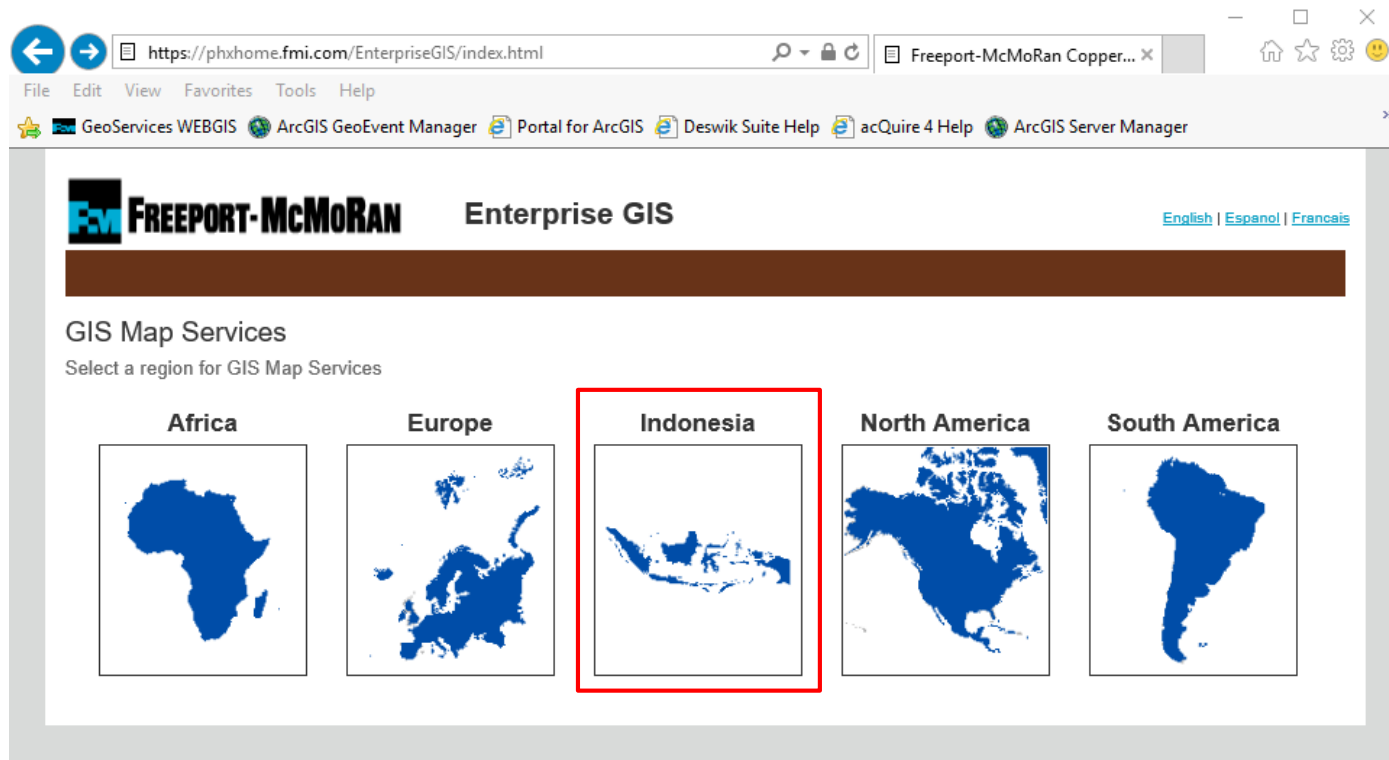 https://phxhome.fmi.com/EnterpriseGIS/index.html
Freeport-McMoRan Copper...
File Edit View Favorites Tools Help
GeoServices WEBGIS ArcGIS GeoEvent Manager Portal for ArcGIS Deswik Suite Help acQuire 4 Help ArcGIS Server Manager
FM FREEPORT-MCMORAN Enterprise GIS
English | Espanol | Francais
GIS Map Services
Select a region for GIS Map Services
Africa Europe Indonesia North America South America